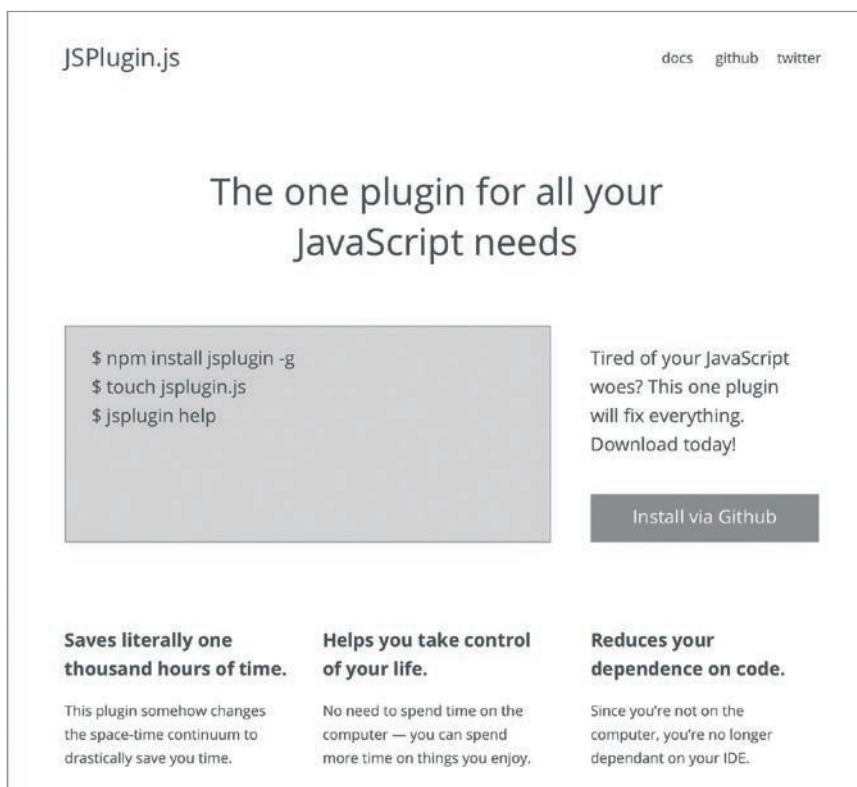 JSPlugin.js
docs github twitter
The one plugin for all your
JavaScript needs
$ npm install jsplugin -g
$ touch jsplugin.js
$ jsplugin help
Tired of your JavaScript
woes? This one plugin
will fix everything.
Download today!
Install via Github
Saves literally one
thousand hours of time.
This plugin somehow changes
the space-time continuum to
drastically save you time.
Helps you take control
of your life.
No need to spend time on the
computer — you can spend
more time on things you enjoy.
Reduces your
dependence on code.
Since you’re not on the
computer, you’re no longer
dependant on your IDE.